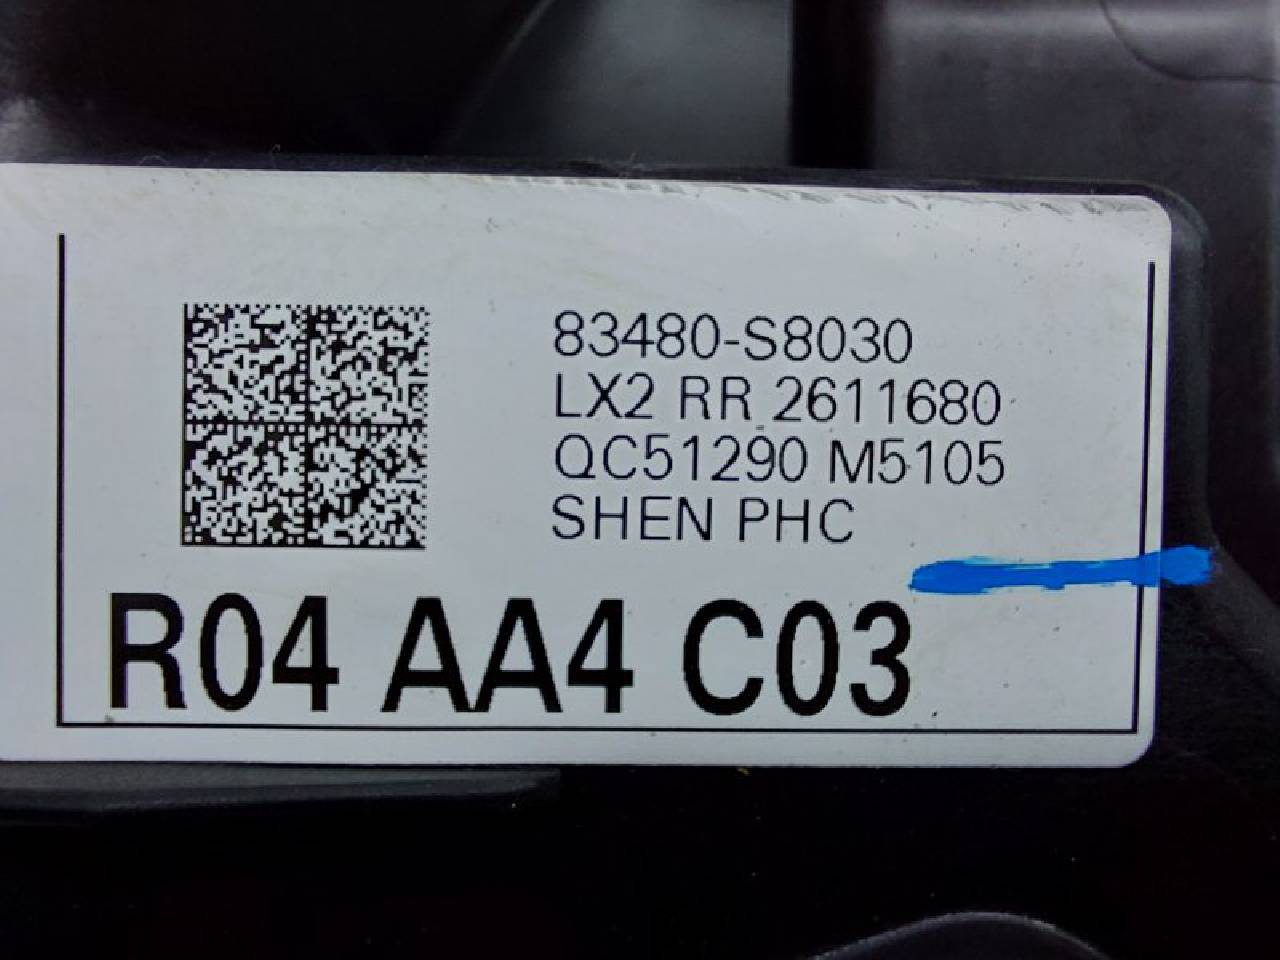 83480-S8030
LX2 RR 2611680
QC51290 M5105
SHEN PHC
R04 AA4 C03